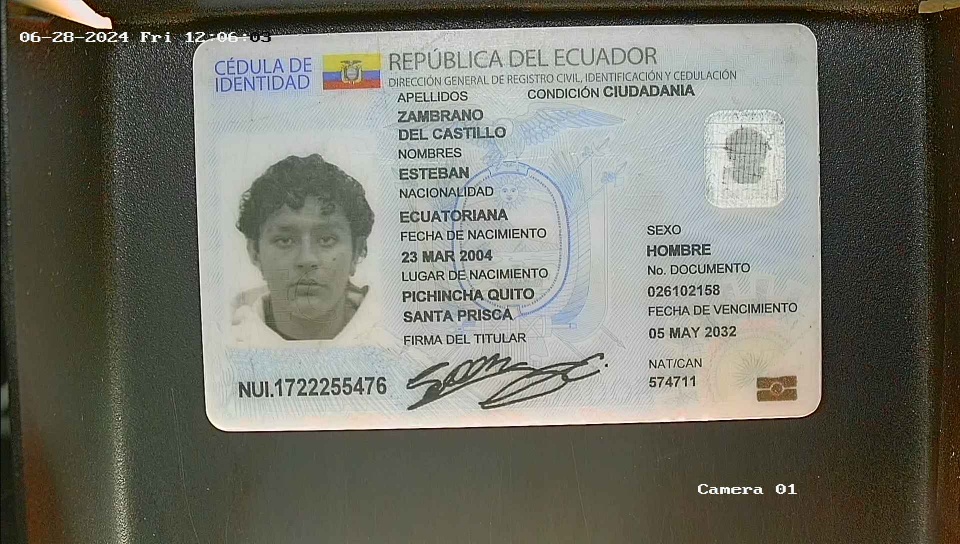 06-28-2024 Fri 12:06:03
CÉDULA DE
IDENTIDAD
REPÚBLICA DEL ECUADOR
DIRECCIÓN GENERAL DE REGISTRO CIVIL, IDENTIFICACIÓN Y CEDULACIÓN
APELLIDOS
CONDICIÓN CIUDADANIA
ZAMBRANO
DEL CASTILLO
NOMBRES
ESTEBAN
NACIONALIDAD
ECUATORIANA
FECHA DE NACIMIENTO
23 MAR 2004
LUGAR DE NACIMIENTO
PICHINCHA QUITO
SANTA PRISCA
FIRMA DEL TITULAR
SEXO
HOMBRE
No. DOCUMENTO
026102158
FECHA DE VENCIMIENTO
05 MAY 2032
NAT/CAN
574711
NUI.1722255476
Camera 01